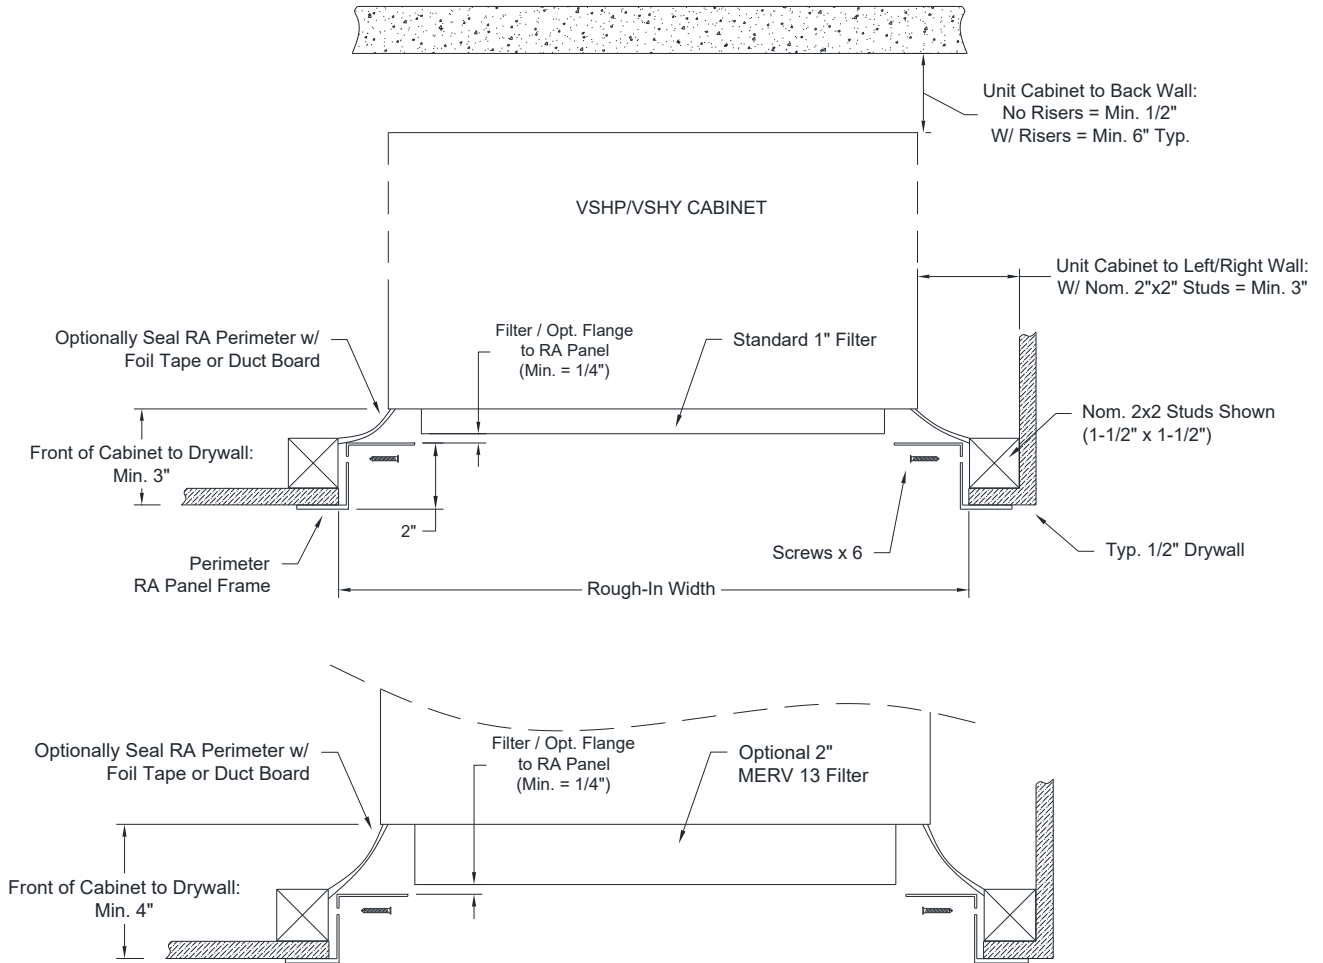 Unit Cabinet to Back Wall:
No Risers = Min. 1/2"
W/ Risers = Min. 6" Typ.
VSHP/VSHY CABINET
Unit Cabinet to Left/Right Wall:
W/ Nom. 2"x2" Studs = Min. 3"
Optionally Seal RA Perimeter w/
Foil Tape or Duct Board
Filter / Opt. Flange
to RA Panel
(Min. = 1/4")
Standard 1" Filter
Nom. 2x2 Studs Shown
(1-1/2" x 1-1/2")
Front of Cabinet to Drywall:
Min. 3"
2"
Screws x 6
Typ. 1/2" Drywall
Perimeter
RA Panel Frame
Rough-In Width
Optionally Seal RA Perimeter w/
Foil Tape or Duct Board
Filter / Opt. Flange
to RA Panel
(Min. = 1/4")
Optional 2"
MERV 13 Filter
Front of Cabinet to Drywall:
Min. 4"